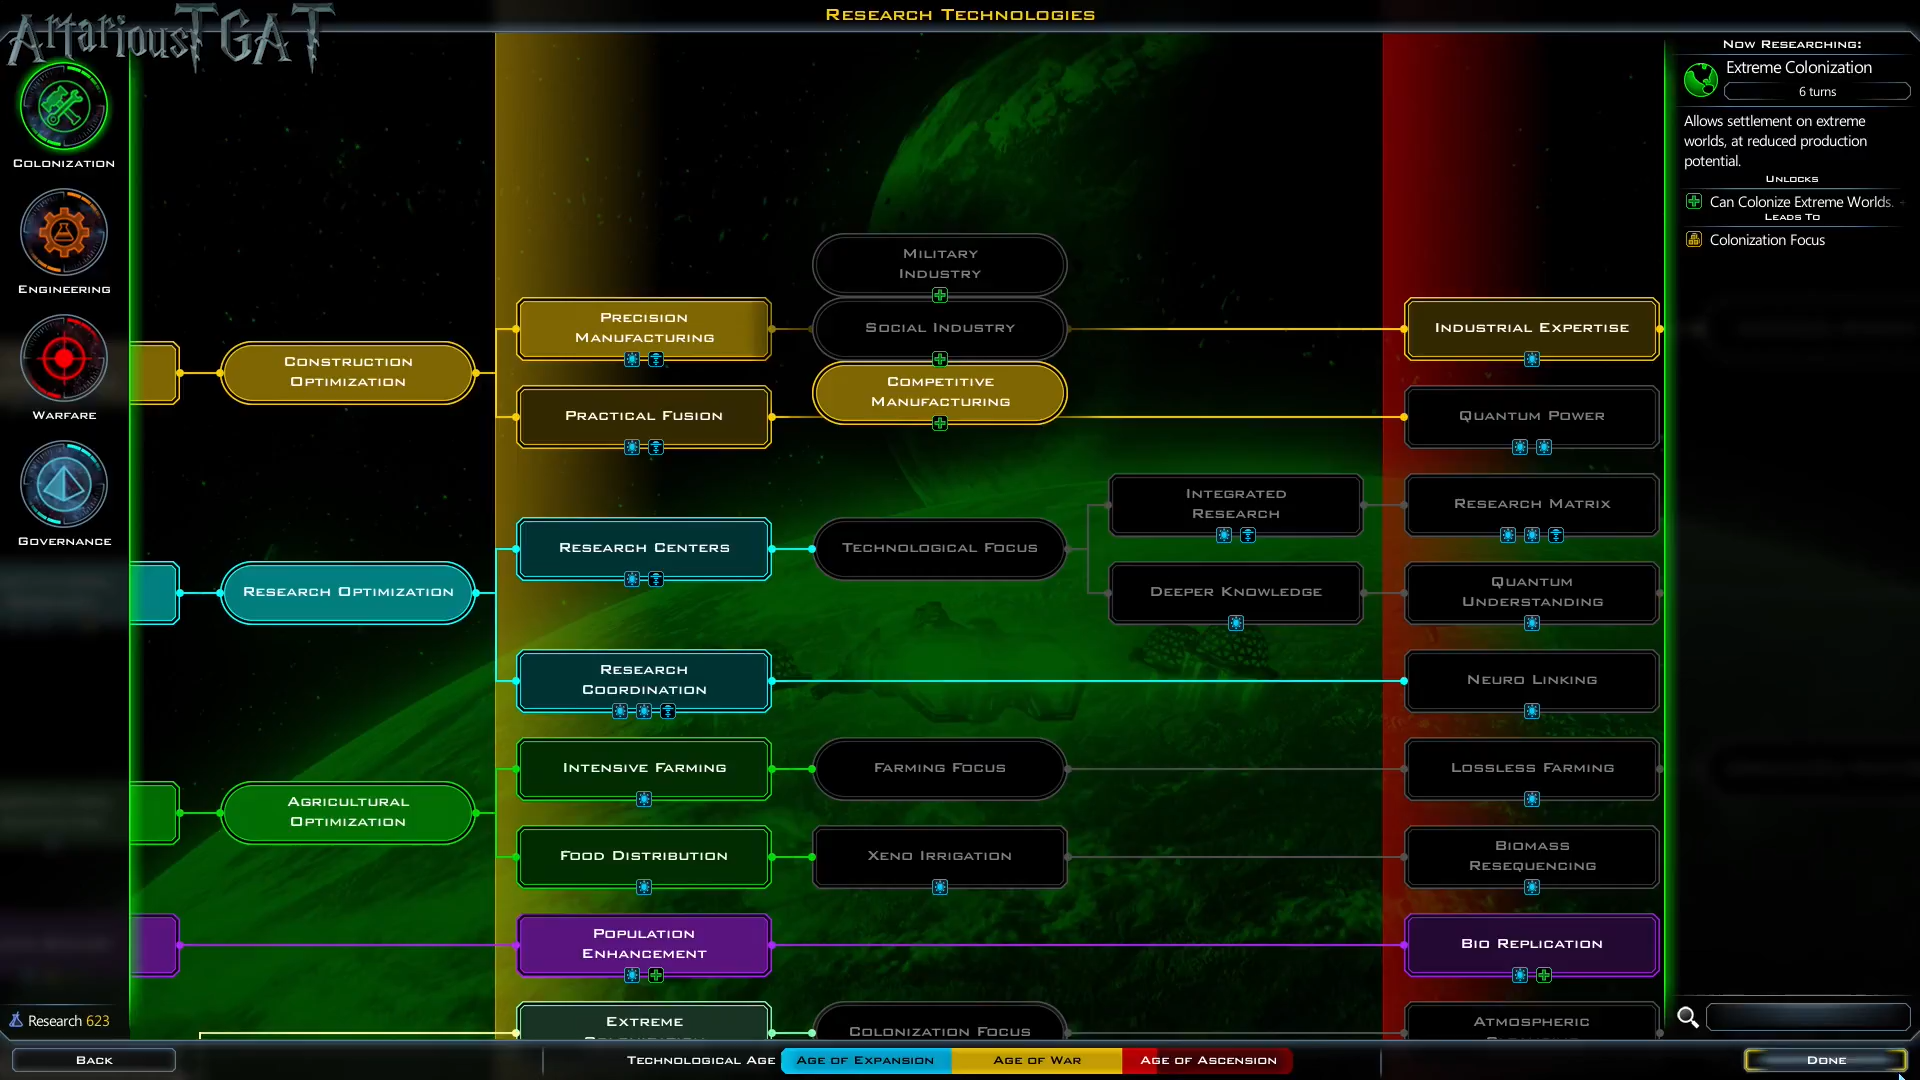 ArtariousTGAT
Research Technologies
Now Researching:
Extreme Colonization
6 turns
Allows settlement on extreme
worlds, at reduced production
potential.
Unlocks
Can Colonize Extreme Worlds.
Leads To
Colonization Focus
Colonization
Engineering
Warfare
Governance
Military
Industry
Precision
Manufacturing
Social Industry
Industrial Expertise
Construction
Optimization
Competitive
Manufacturing
Practical Fusion
Quantum Power
Integrated
Research
Research Matrix
Research Centers
Technological Focus
Research Optimization
Deeper Knowledge
Quantum
Understanding
Research
Coordination
Neuro Linking
Intensive Farming
Farming Focus
Lossless Farming
Agricultural
Optimization
Food Distribution
Xeno Irrigation
Biomass
Resequencing
Population
Enhancement
Bio Replication
Extreme
Colonization Focus
Atmospheric
Research 623
Back
Technological Age
Age of Expansion
Age of War
Age of Ascension
Done